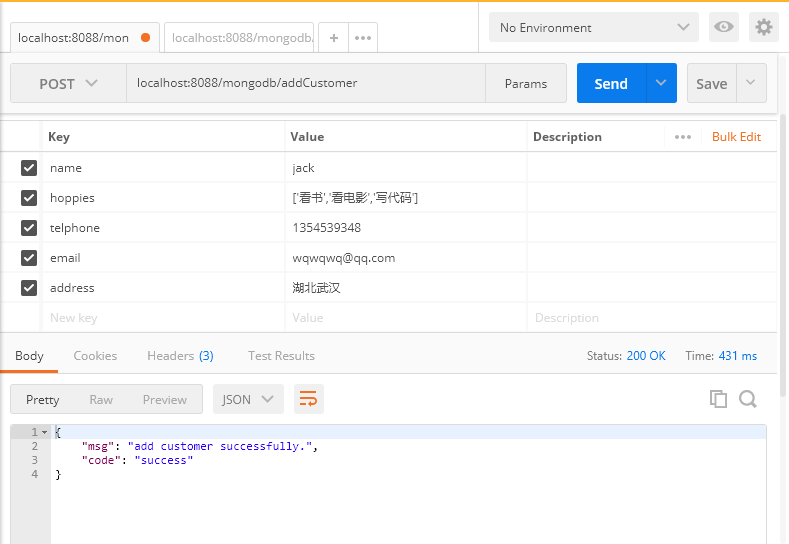 localhost:8088/mon localhost:8088/mongodb/ + ••• No Environment
POST localhost:8088/mongodb/addCustomer Params Send Save
Key Value Description ••• Bulk Edit
name jack
hoppies ['看书','看电影','写代码']
telphone 1354539348
email wqwqwq@qq.com
address 湖北武汉
New key Value Description
Body Cookies Headers (3) Test Results Status: 200 OK Time: 431 ms
Pretty Raw Preview JSON
1 {
2 "msg": "add customer successfully.",
3 "code": "success"
4 }